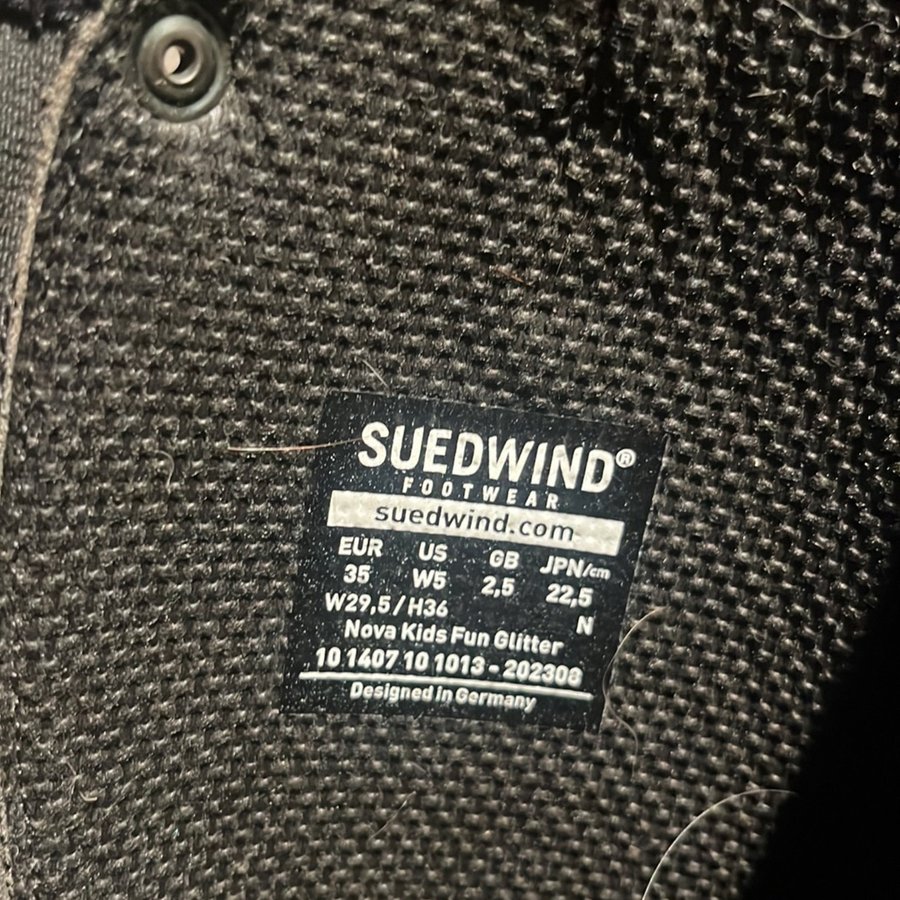 SUEDWIND®
FOOTWEAR
suedwind.com
EUR US GB JPN/cm
35 W5 2,5 22,5
W29,5/H36 N
Nova Kids Fun Glitter
10 1407 10 1013 - 202308
Designed in Germany